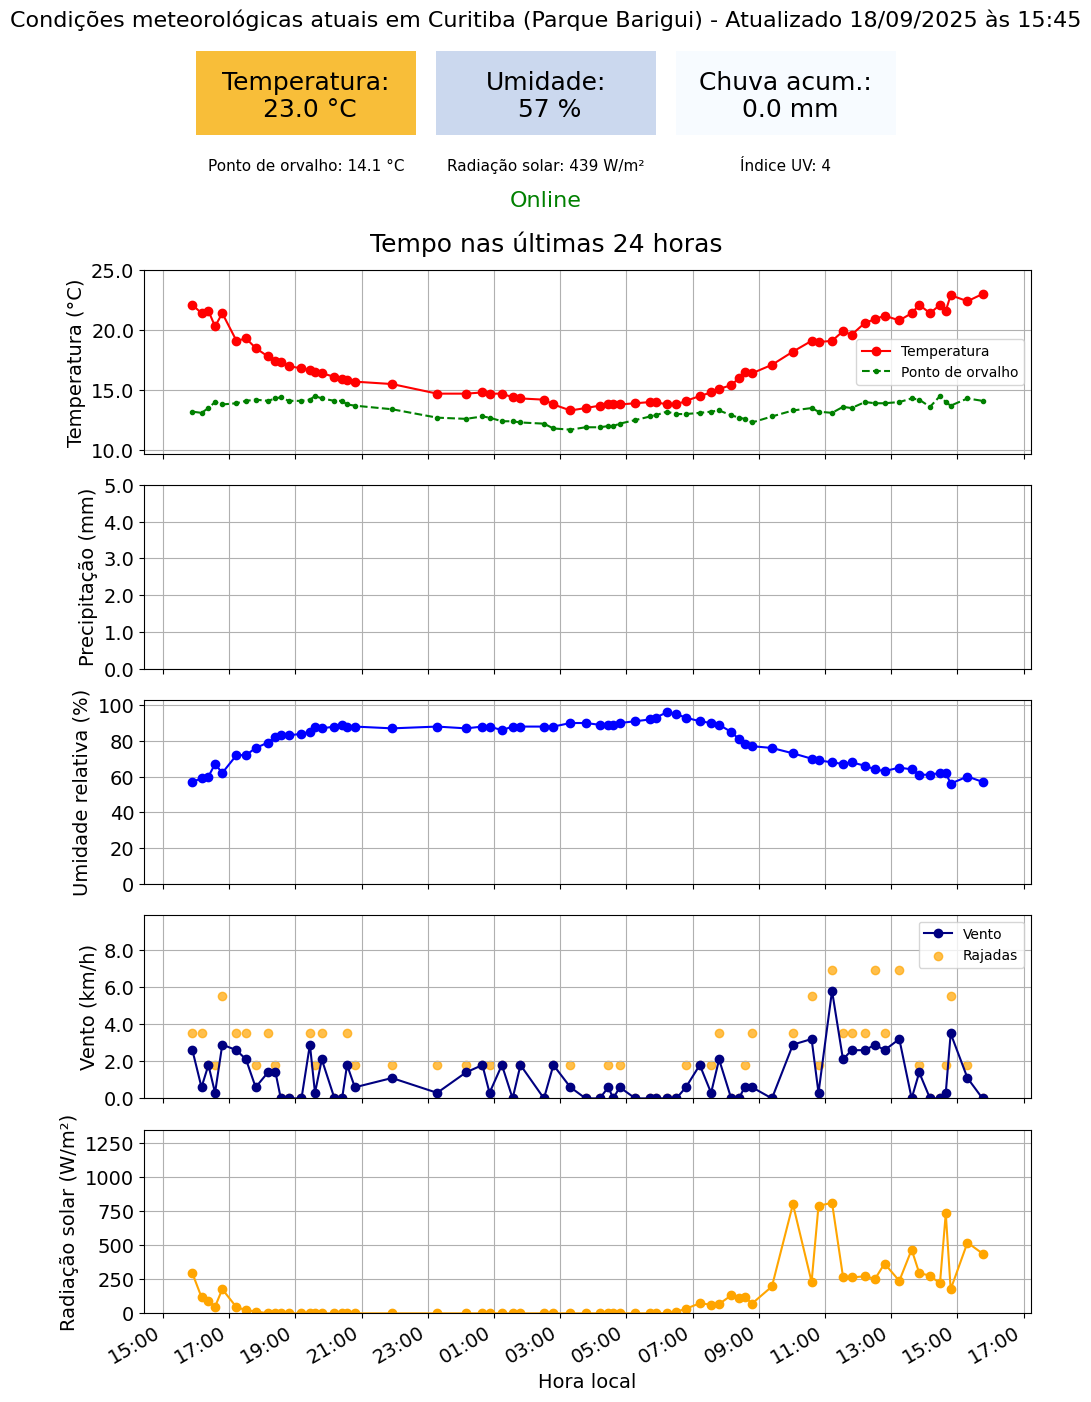 Condições meteorológicas atuais em Curitiba (Parque Barigui) - Atualizado 18/09/2025 às 15:45
Temperatura:
23.0 °C
Umidade:
57 %
Chuva acum.:
0.0 mm
Ponto de orvalho: 14.1 °C
Radiação solar: 439 W/m²
Índice UV: 4
Online
Tempo nas últimas 24 horas
Temperatura (°C)
25.0
20.0
15.0
10.0
Temperatura
Ponto de orvalho
Precipitação (mm)
5.0
4.0
3.0
2.0
1.0
0.0
Umidade relativa (%)
100
80
60
40
20
0
Vento (km/h)
8.0
6.0
4.0
2.0
0.0
Vento
Rajadas
Radiação solar (W/m²)
1250
1000
750
500
250
0
15:00
17:00
19:00
21:00
23:00
01:00
03:00
05:00
07:00
09:00
11:00
13:00
15:00
17:00
Hora local